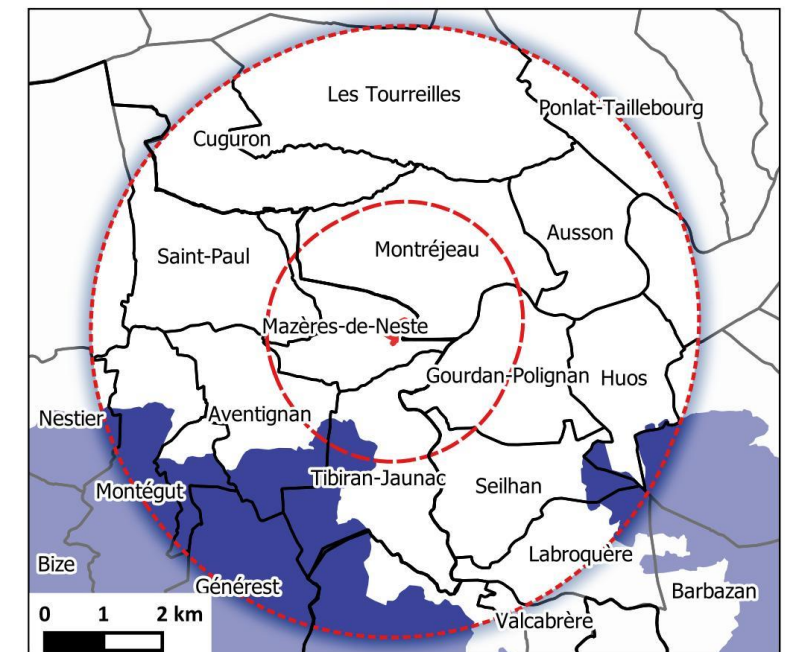 Les Tourreilles
Ponlat-Taillebourg
Cuguron
Ausson
Montréjeau
Saint-Paul
Mazères-de-Neste
Gourdan-Polignan
Huos
Nestier
Aventignan
Tibiran-Jaunac
Seilhan
Montégut
Labroquère
Bize
Générest
Barbazan
Valcabrère
0 1 2 km